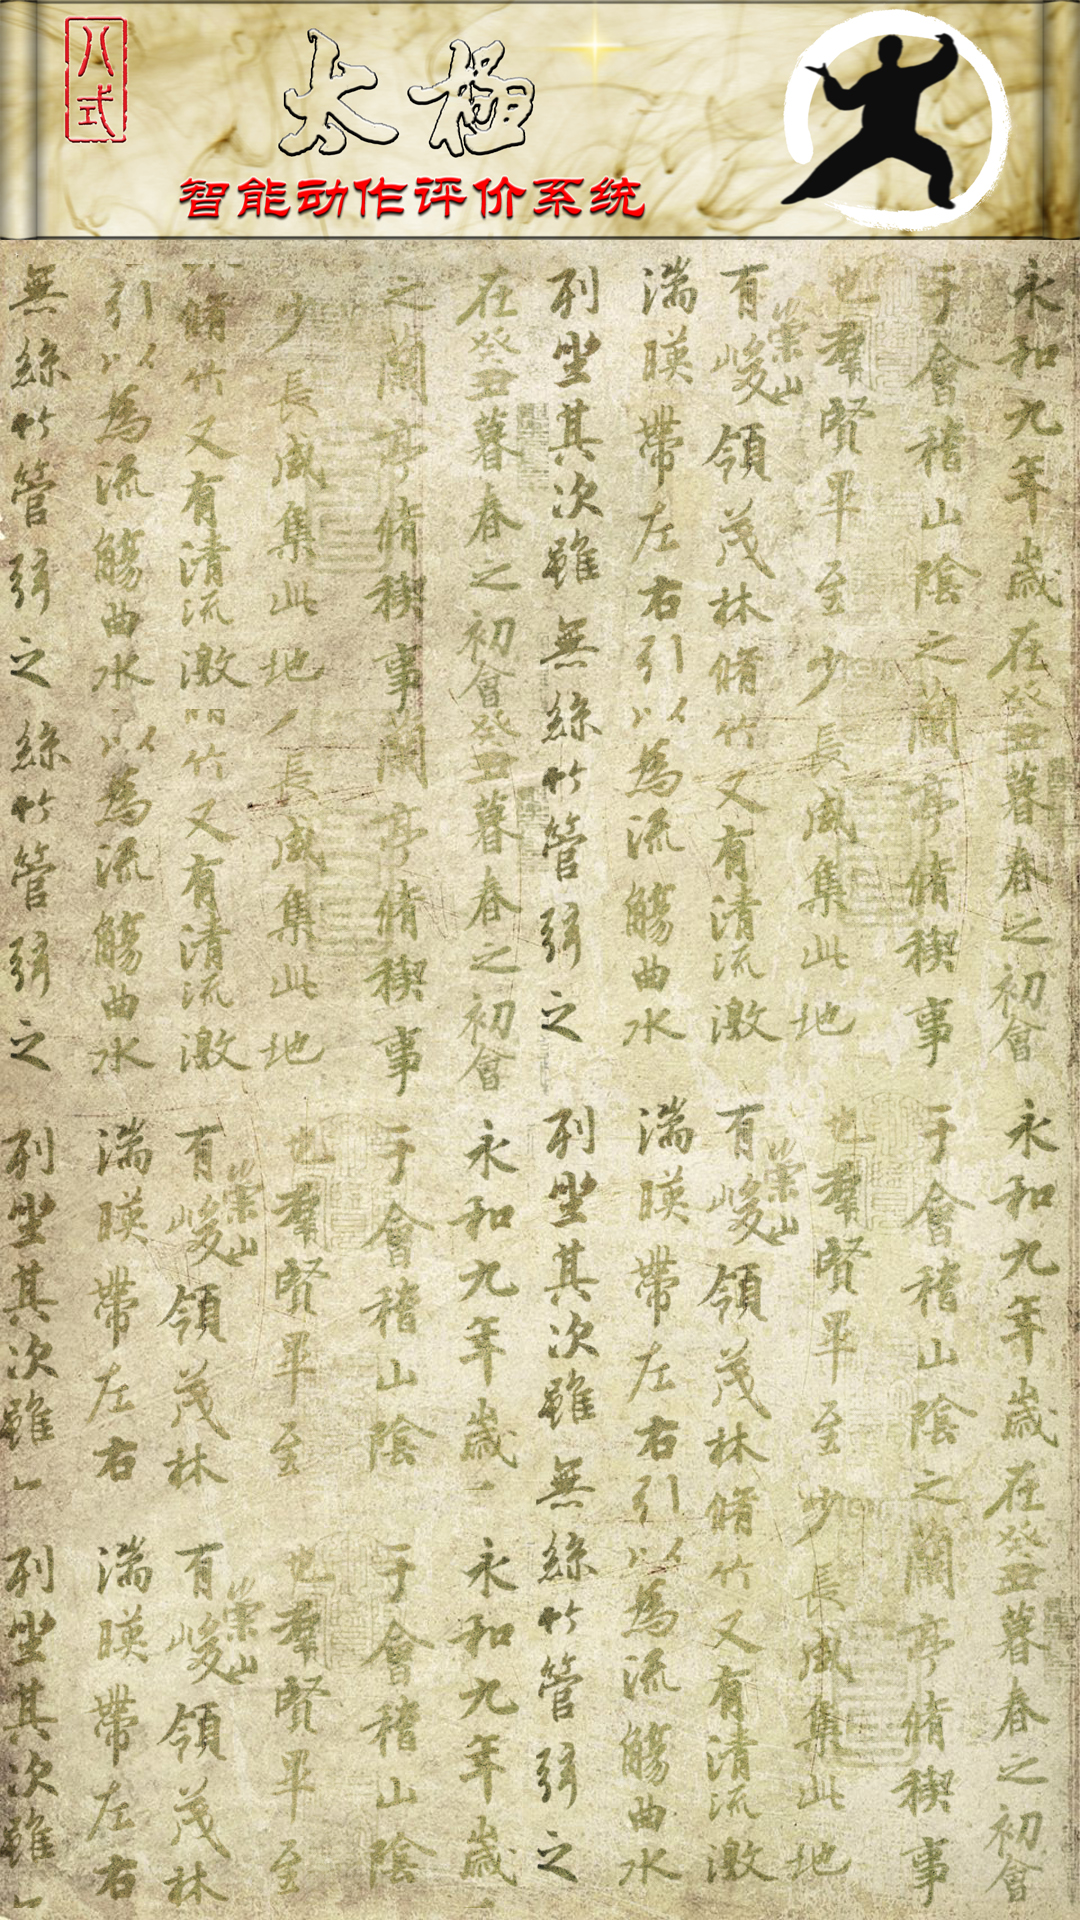 八式
太極
智能动作评价系统
永和九年歲在癸丑暮春之初會永和九年歲在癸丑暮春之初會
于會稽山陰之蘭亭脩稧事于會稽山陰之蘭亭脩稧事
也羣賢畢至少長咸集此地也羣賢畢至少長咸集此地
有崇山峻領茂林脩竹又有清流激有崇山峻領茂林脩竹又有清流激
湍暎帶左右引以為流觴曲水湍暎帶左右引以為流觴曲水
列坐其次雖無絲竹管弦之列坐其次雖無絲竹管弦之
在癸丑暮春之初會癸丑暮春之初會永和九年歲永和九年歲
之蘭亭脩稧事蘭亭脩稧事于會稽山陰于會稽山陰
少長咸集此地長咸集此地也羣賢畢至也羣賢畢至
脩竹又有清流激竹又有清流激有崇山峻領茂林有崇山峻領茂林
引以為流觴曲水以為流觴曲水湍暎帶左右湍暎帶左右
無絲竹管弦之絲竹管弦之列坐其次雖列坐其次雖